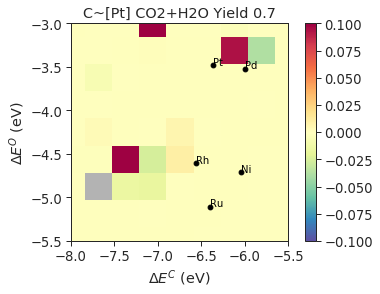 C~[Pt] CO2+H2O Yield 0.7
−3.0
−3.5
−4.0
−4.5
−5.0
−5.5
ΔE^O (eV)
Pt
Pd
Rh
Ni
Ru
−8.0 −7.5 −7.0 −6.5 −6.0 −5.5
ΔE^C (eV)
0.100
0.075
0.050
0.025
0.000
−0.025
−0.050
−0.075
−0.100